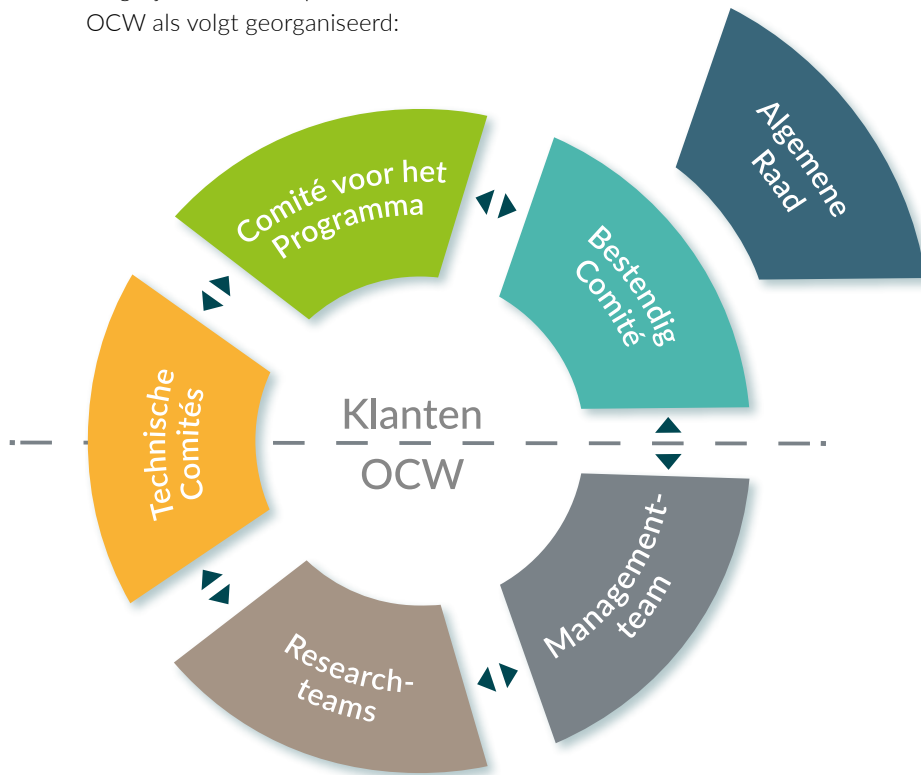 OCW als volgt georganiseerd:
Algemene
Raad
Comité voor het
Programma
Bestendig
Comité
Technische
Comités
Klanten
OCW
Management-
team
Research-
teams